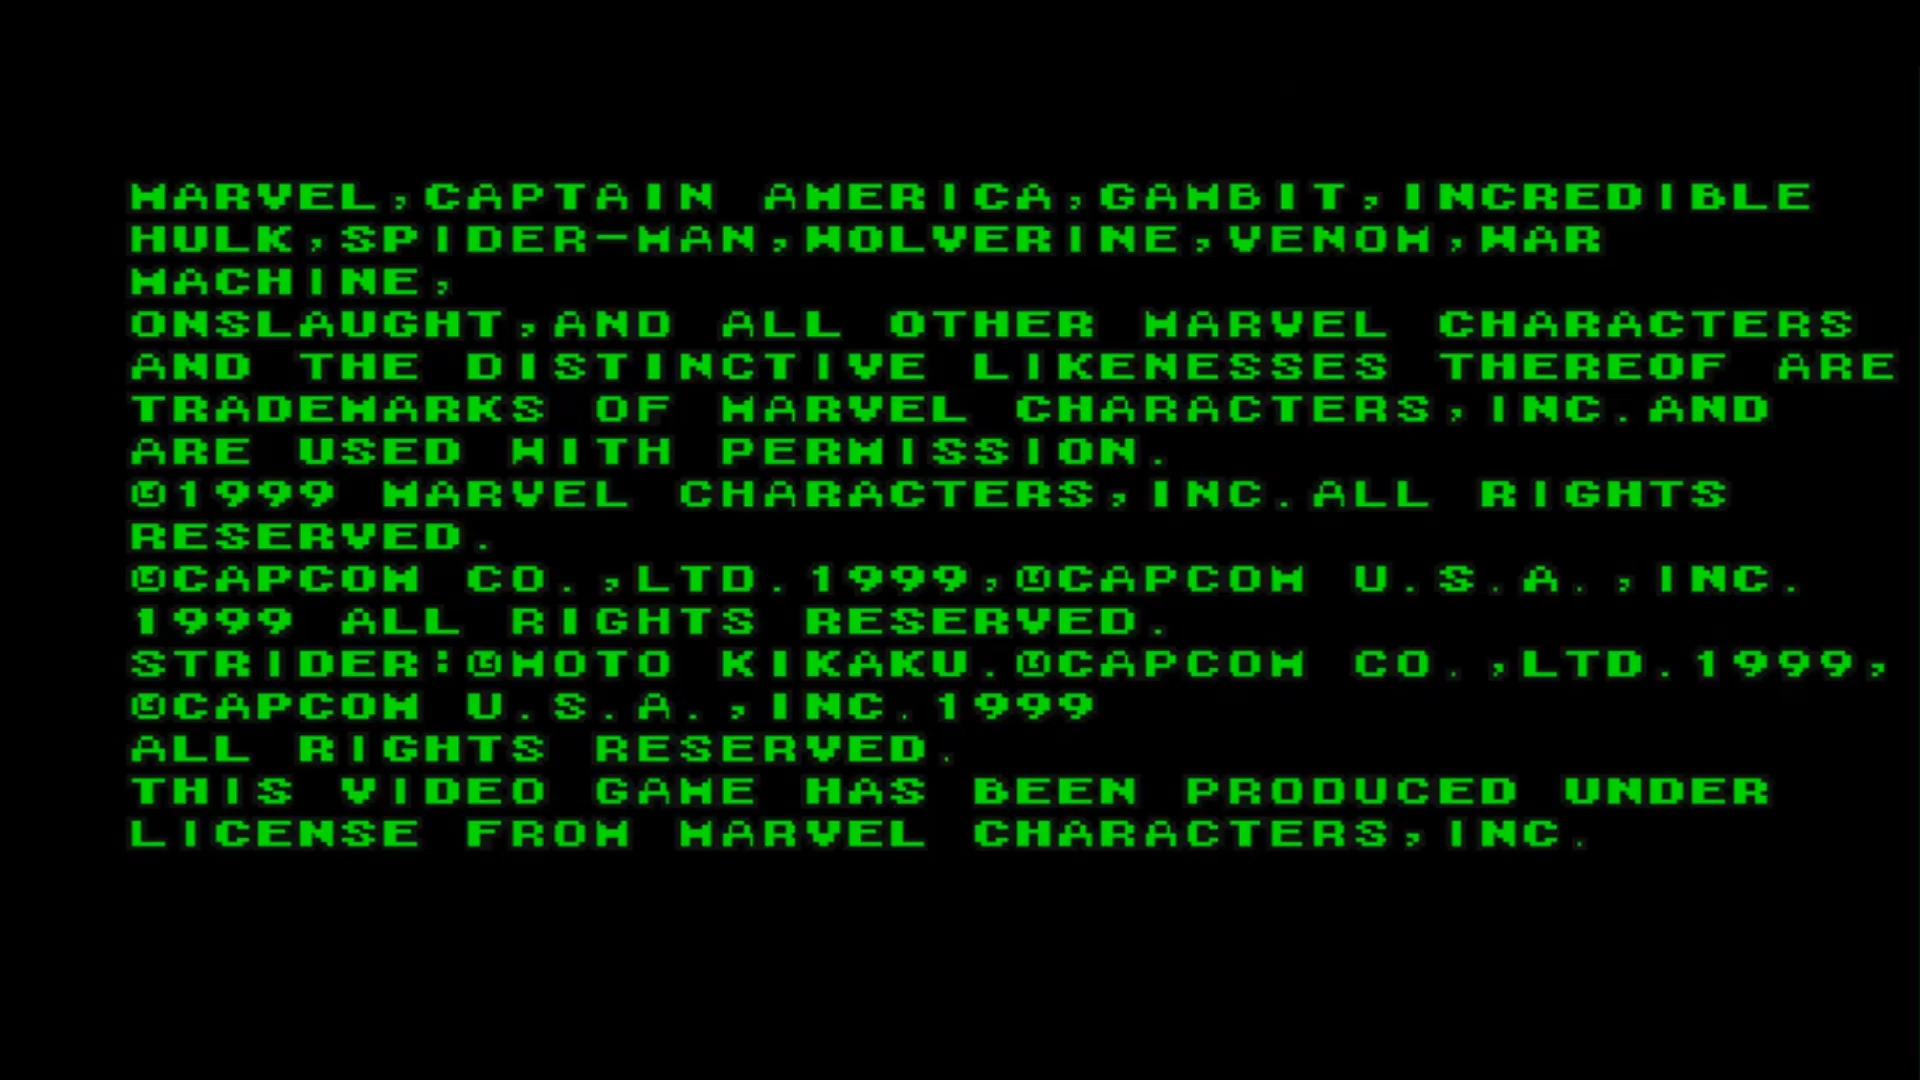 MARVEL,CAPTAIN AMERICA,GAMBIT,INCREDIBLE
HULK,SPIDER-MAN,WOLVERINE,VENOM,WAR
MACHINE,
ONSLAUGHT,AND ALL OTHER MARVEL CHARACTERS
AND THE DISTINCTIVE LIKENESSES THEREOF ARE
TRADEMARKS OF MARVEL CHARACTERS,INC.AND
ARE USED WITH PERMISSION.
©1999 MARVEL CHARACTERS,INC.ALL RIGHTS
RESERVED.
©CAPCOM CO.,LTD.1999,©CAPCOM U.S.A.,INC.
1999 ALL RIGHTS RESERVED.
STRIDER:©MOTO KIKAKU.©CAPCOM CO.,LTD.1999,
©CAPCOM U.S.A.,INC.1999
ALL RIGHTS RESERVED.
THIS VIDEO GAME HAS BEEN PRODUCED UNDER
LICENSE FROM MARVEL CHARACTERS,INC.